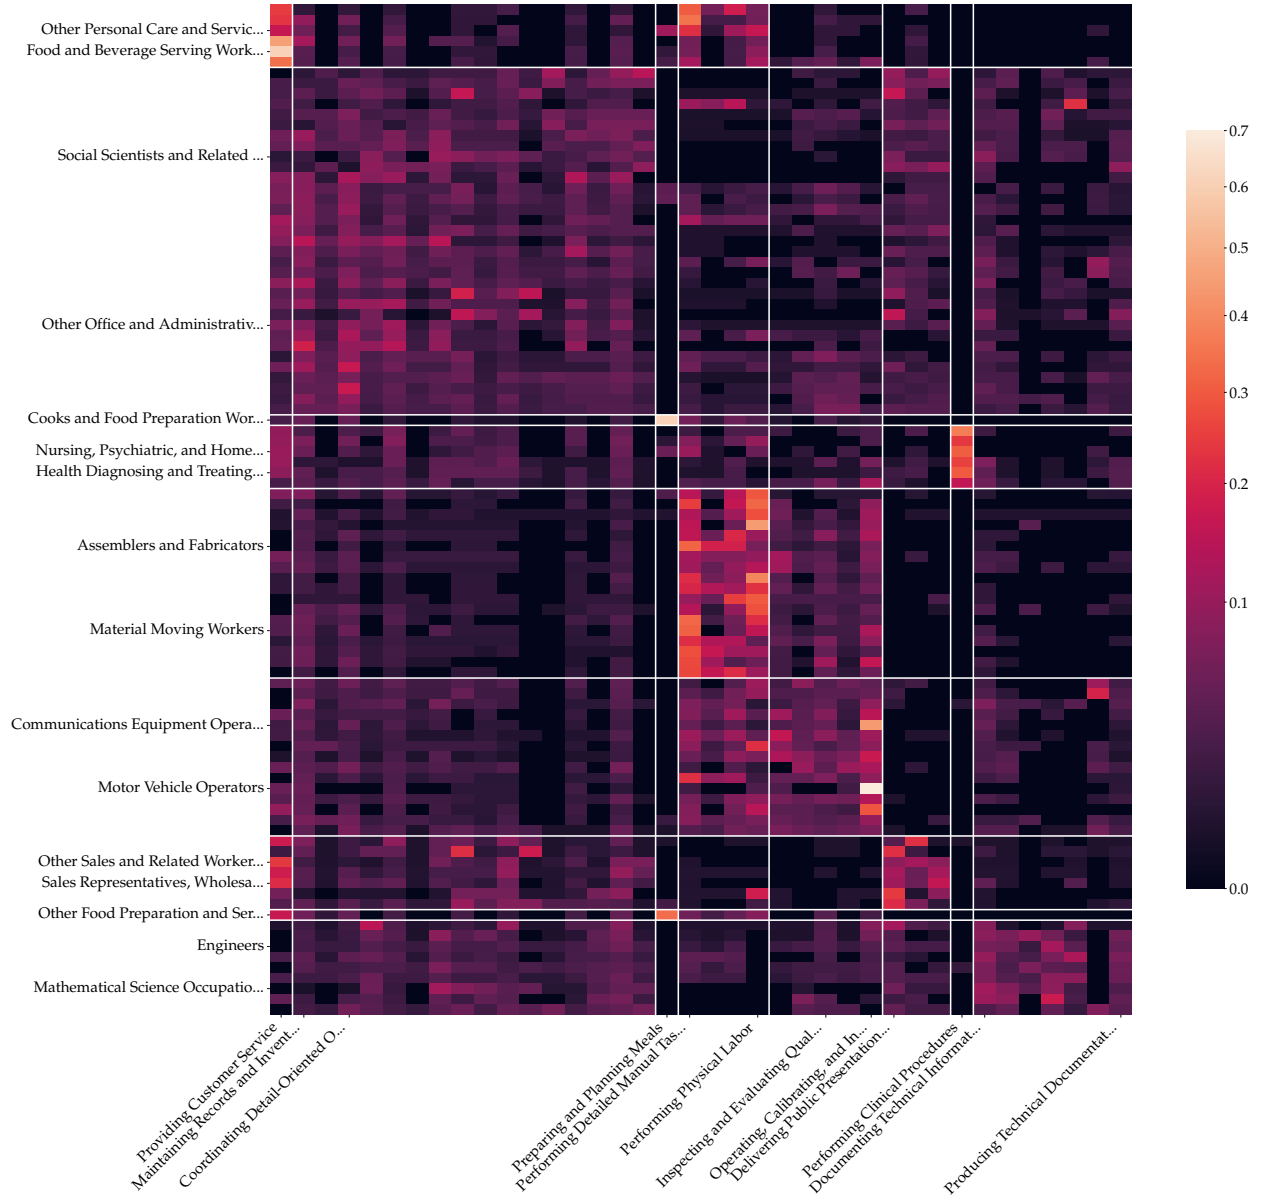 Other Personal Care and Servic...
Food and Beverage Serving Work...
Social Scientists and Related ...
Other Office and Administrativ...
Cooks and Food Preparation Wor...
Nursing, Psychiatric, and Home...
Health Diagnosing and Treating...
Assemblers and Fabricators
Material Moving Workers
Communications Equipment Opera...
Motor Vehicle Operators
Other Sales and Related Worker...
Sales Representatives, Wholesa...
Other Food Preparation and Ser...
Engineers
Mathematical Science Occupatio...
Providing Customer Service
Maintaining Records and Invent...
Coordinating Detail-Oriented O...
Preparing and Planning Meals
Performing Detailed Manual Tas...
Performing Physical Labor
Inspecting and Evaluating Qual...
Operating, Calibrating, and In...
Delivering Public Presentation...
Performing Clinical Procedures
Documenting Technical Informat...
Producing Technical Documentat...
0.7
0.6
0.5
0.4
0.3
0.2
0.1
0.0